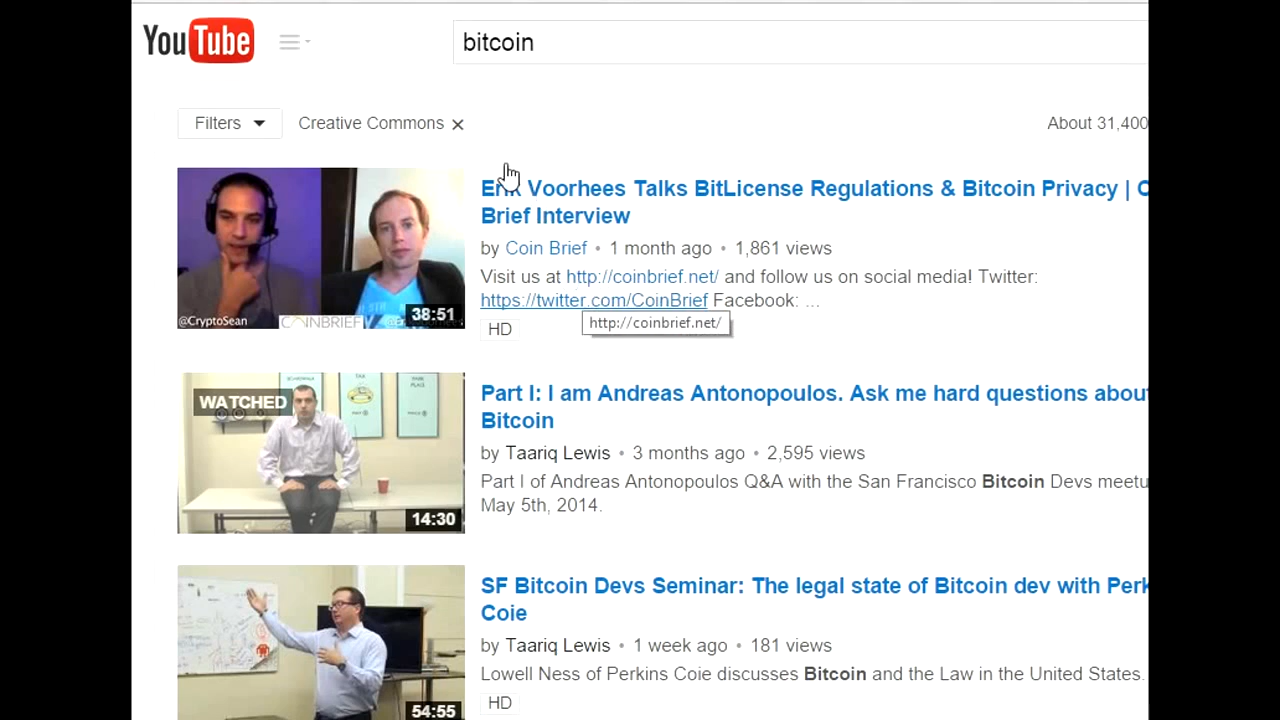 YouTube
bitcoin
Filters
Creative Commons
About 31,400
Erik Voorhees Talks BitLicense Regulations & Bitcoin Privacy | C
Brief Interview
by Coin Brief • 1 month ago • 1,861 views
Visit us at http://coinbrief.net/ and follow us on social media! Twitter:
https://twitter.com/CoinBrief Facebook: ...
http://coinbrief.net/
HD
@CryptoSean
COINBRIEF
38:51
WATCHED
14:30
Part I: I am Andreas Antonopoulos. Ask me hard questions about
Bitcoin
by Taariq Lewis • 3 months ago • 2,595 views
Part I of Andreas Antonopoulos Q&A with the San Francisco Bitcoin Devs meetu
May 5th, 2014.
54:55
SF Bitcoin Devs Seminar: The legal state of Bitcoin dev with Perk
Coie
by Taariq Lewis • 1 week ago • 181 views
Lowell Ness of Perkins Coie discusses Bitcoin and the Law in the United States.
HD